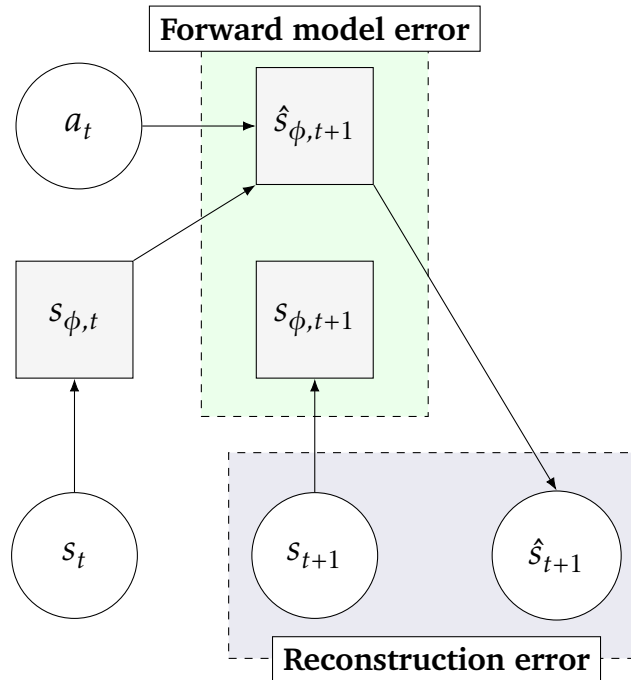 Forward model error
a_t
ŝ_{ϕ,t+1}
s_{ϕ,t}
s_{ϕ,t+1}
s_t
s_{t+1}
ŝ_{t+1}
Reconstruction error